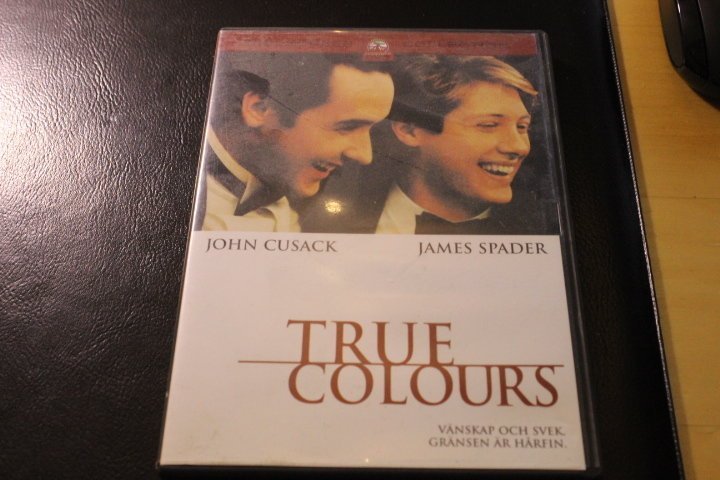 JOHN CUSACK JAMES SPADER
TRUE
COLOURS
VÄNSKAP OCH SVEK.
GRÄNSEN ÄR HÅRFIN.